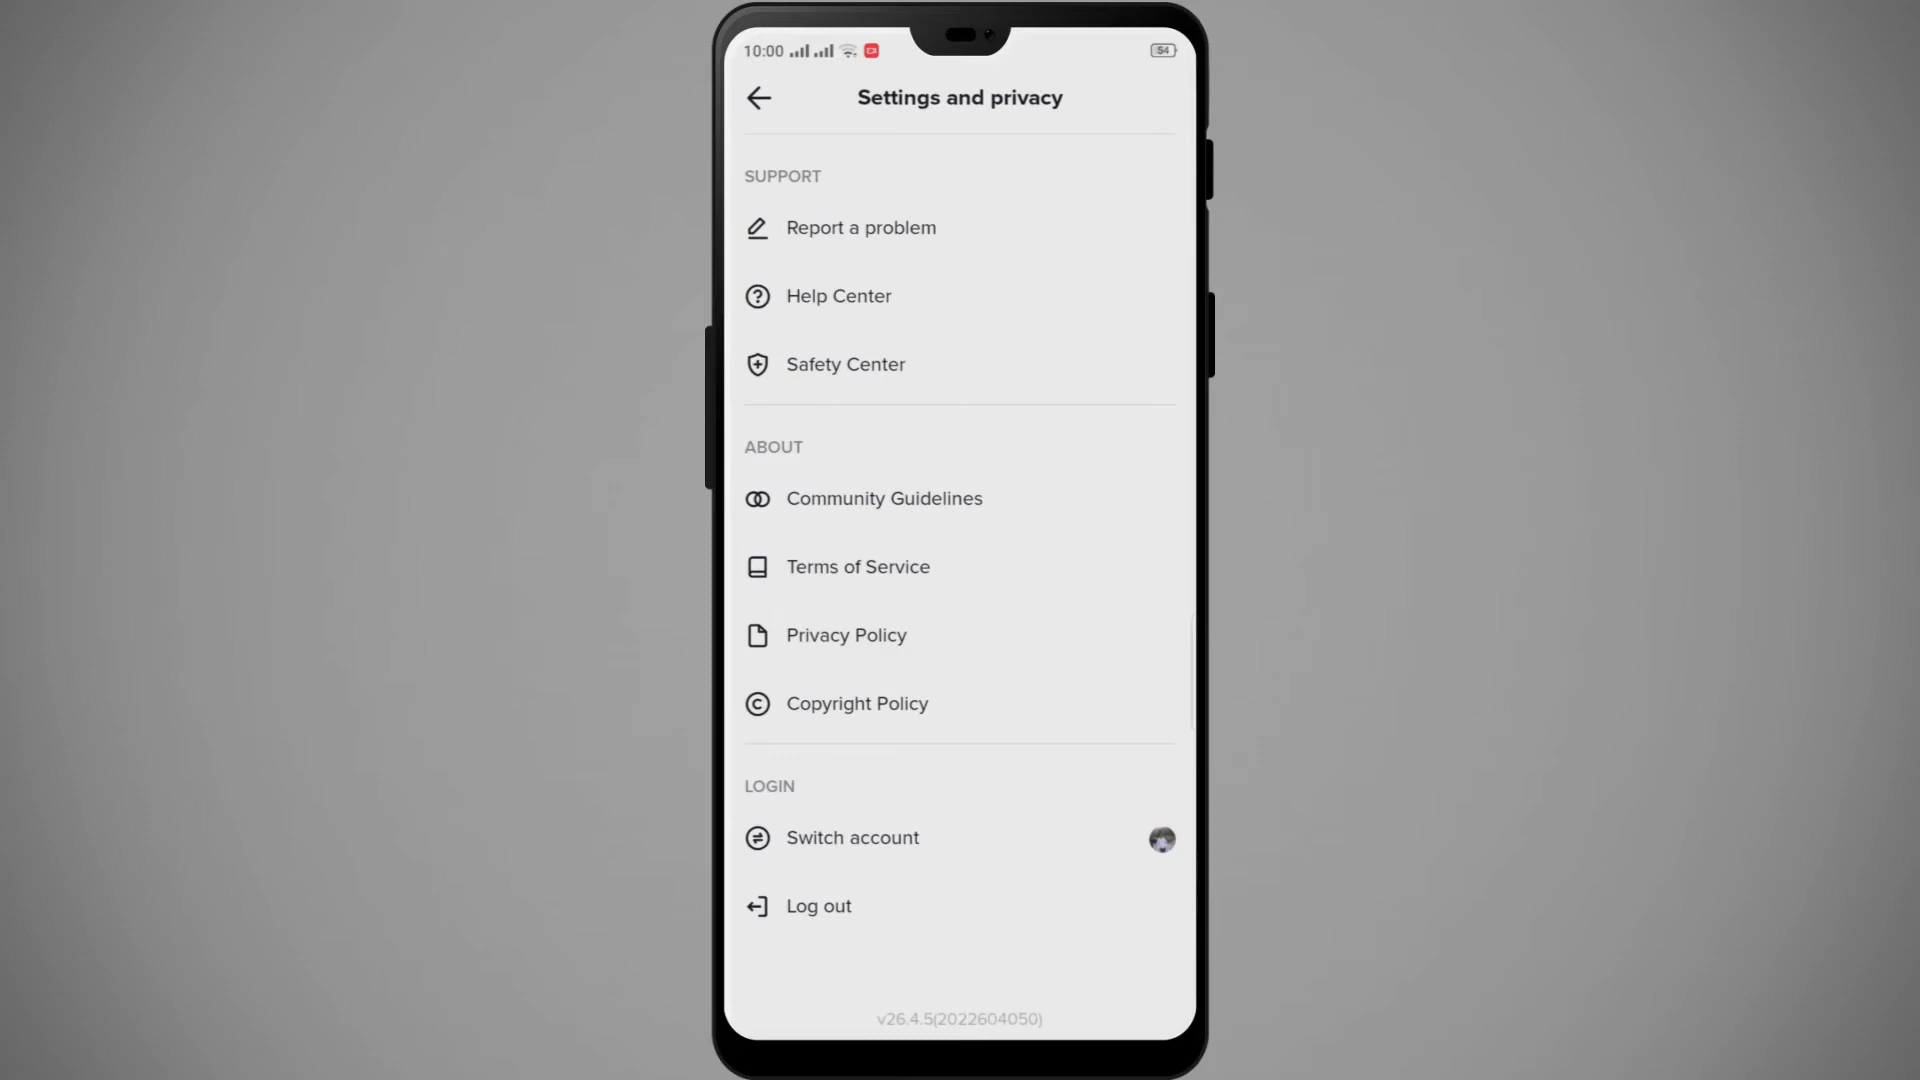 10:00
54
Settings and privacy
SUPPORT
Report a problem
Help Center
Safety Center
ABOUT
Community Guidelines
Terms of Service
Privacy Policy
Copyright Policy
LOGIN
Switch account
Log out
v26.4.5(2022604050)